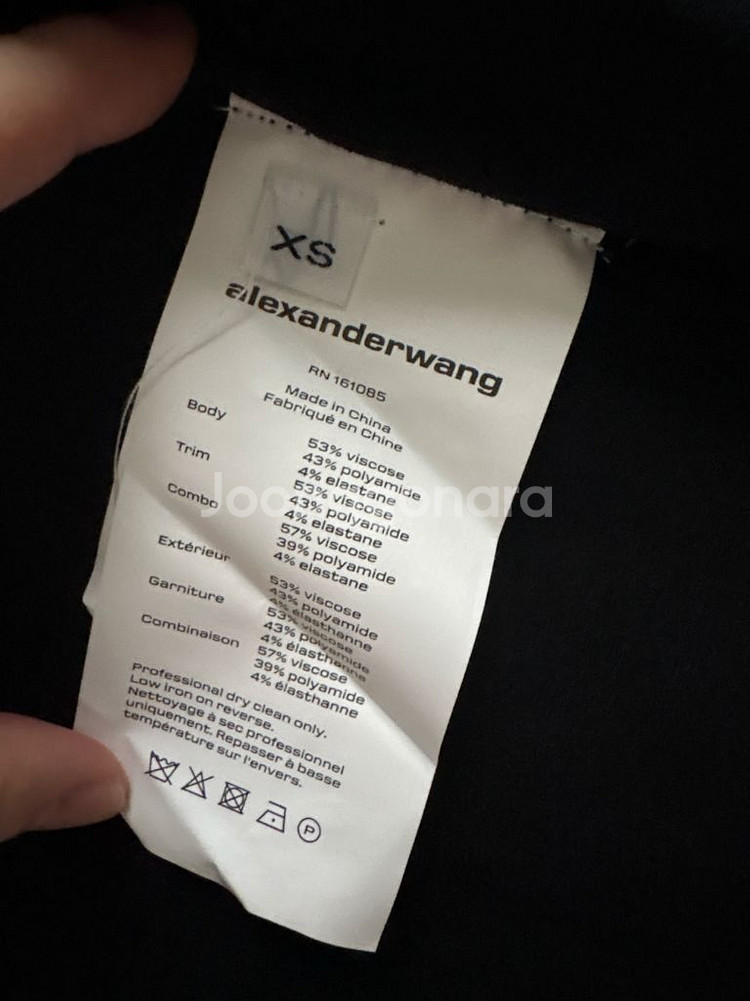 XS
alexanderwang
RN 161085
Made in China
Fabriqué en Chine
Body
53% viscose
43% polyamide
4% elastane
Trim
53% viscose
43% polyamide
4% elastane
Combo
57% viscose
39% polyamide
4% elastane
Extérieur
53% viscose
43% polyamide
4% élasthanne
Garniture
53% viscose
43% polyamide
4% élasthanne
Combinaison
57% viscose
39% polyamide
4% élasthanne
Professional dry clean only.
Low iron on reverse.
Nettoyage à sec professionnel
uniquement. Repasser à basse
température sur l'envers.
P